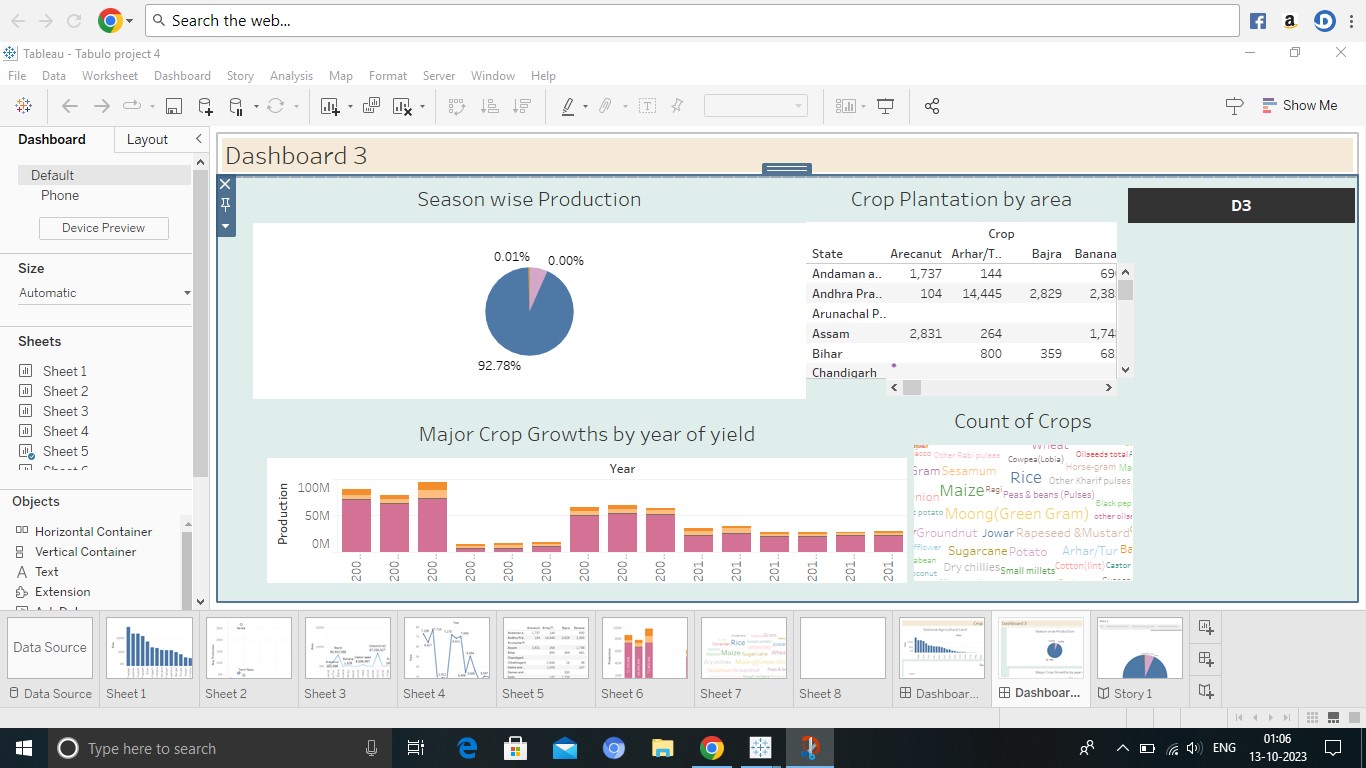 Search the web...
Tableau - Tabulo project 4
File Data Worksheet Dashboard Story Analysis Map Format Server Window Help
Show Me
Dashboard Layout
Default
Phone
Device Preview
Size
Automatic
Sheets
Sheet 1
Sheet 2
Sheet 3
Sheet 4
Sheet 5
Objects
Horizontal Container
Vertical Container
Text
Extension
Dashboard 3
Season wise Production
0.01% 0.00%
92.78%
Crop Plantation by area
Crop
State Arecanut Arhar/T.. Bajra Banana
Andaman a.. 1,737 144
Andhra Pra.. 104 14,445 2,829
Arunachal P..
Assam 2,831 264
Bihar 800 359
Chandigarh
D3
Major Crop Growths by year of yield
Year
Production
100M
50M
0M
200.. 200.. 200.. 200.. 200.. 200.. 200.. 200.. 200.. 201.. 201.. 201.. 201.. 201.. 201..
Count of Crops
Wheat
Other Rabi pulses Cowpea(Lobia) Oilseeds total
Gram Sesamum Horse-gram
Rice Other Kharif pulses
Maize Ragi Peas & beans (Pulses)
Black pep
potato Moong(Green Gram) other oilse
Groundnut Jowar Rapeseed &Mustard
Sugarcane Potato Arhar/Tur
Dry chillies Small millets Cotton(lint) Castor
Data Source
Data Source Sheet 1 Sheet 2 Sheet 3 Sheet 4 Sheet 5 Sheet 6 Sheet 7 Sheet 8 Dashboar... Dashboar... Story 1
Type here to search
ENG
01:06
13-10-2023